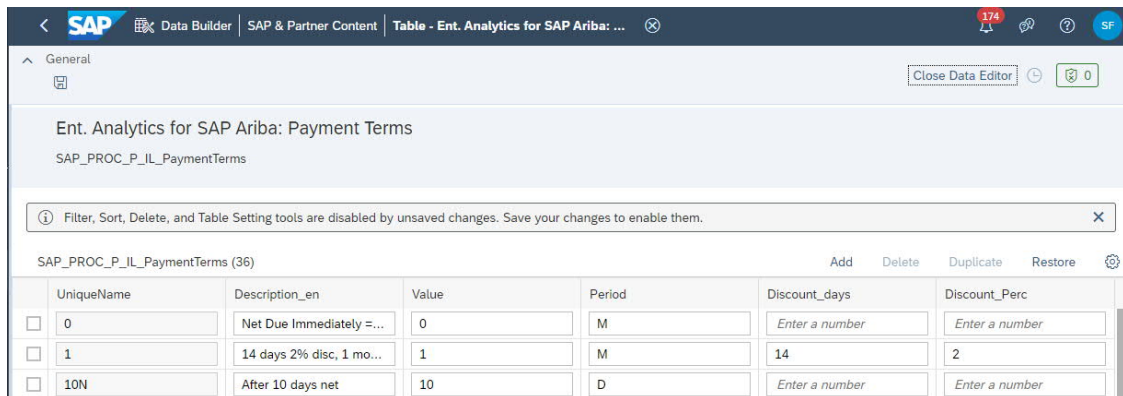 SAP Data Builder SAP & Partner Content Table - Ent. Analytics for SAP Ariba: ... 174 SF
General
Close Data Editor 0
Ent. Analytics for SAP Ariba: Payment Terms
SAP_PROC_P_IL_PaymentTerms
Filter, Sort, Delete, and Table Setting tools are disabled by unsaved changes. Save your changes to enable them.
SAP_PROC_P_IL_PaymentTerms (36) Add Delete Duplicate Restore
UniqueName Description_en Value Period Discount_days Discount_Perc
0 Net Due Immediately =... 0 M Enter a number Enter a number
1 14 days 2% disc, 1 mo... 1 M 14 2
10N After 10 days net 10 D Enter a number Enter a number